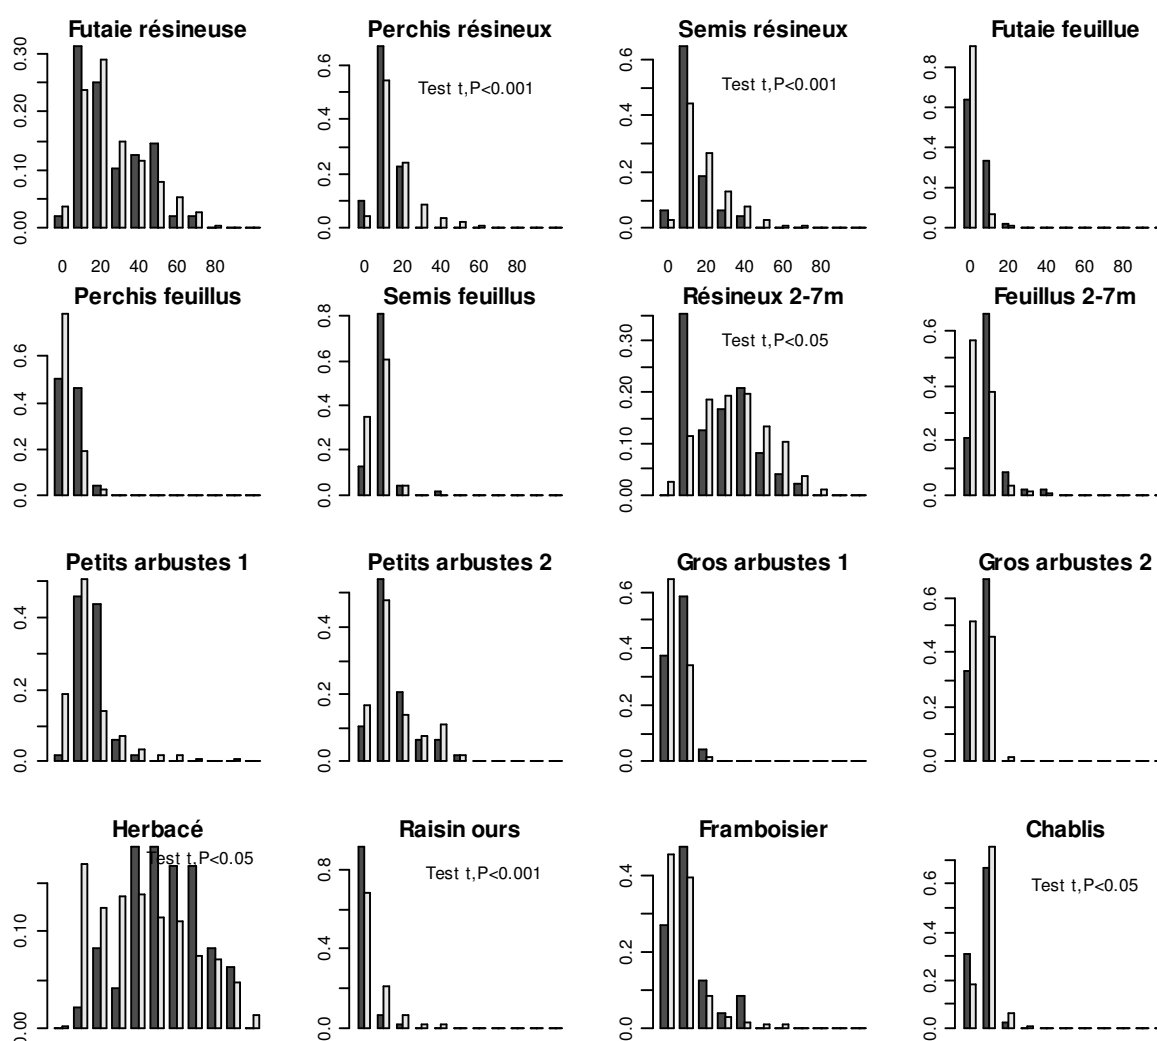 Futaie résineuse
Perchis résineux
Semis résineux
Futaie feuillue
0.00 0.10 0.20 0.30
0.0 0.2 0.4 0.6
Test t,P<0.001
0.0 0.2 0.4 0.6
Test t,P<0.001
0.0 0.2 0.4 0.6 0.8
0 20 40 60 80
0 20 40 60 80
0 20 40 60 80
0 20 40 60 80
Perchis feuillus
Semis feuillus
Résineux 2-7m
Feuillus 2-7m
0.0 0.2 0.4 0.6
0.0 0.2 0.4 0.6 0.8
0.00 0.10 0.20 0.30
Test t,P<0.05
0.0 0.2 0.4 0.6
Petits arbustes 1
Petits arbustes 2
Gros arbustes 1
Gros arbustes 2
0.0 0.2 0.4
0.0 0.2 0.4
0.0 0.2 0.4 0.6
0.0 0.2 0.4 0.6
Herbacé
Raisin ours
Framboisier
Chablis
0.00 0.10
Test t,P<0.05
0.0 0.4 0.8
Test t,P<0.001
0.0 0.2 0.4
0.0 0.2 0.4 0.6
Test t,P<0.05